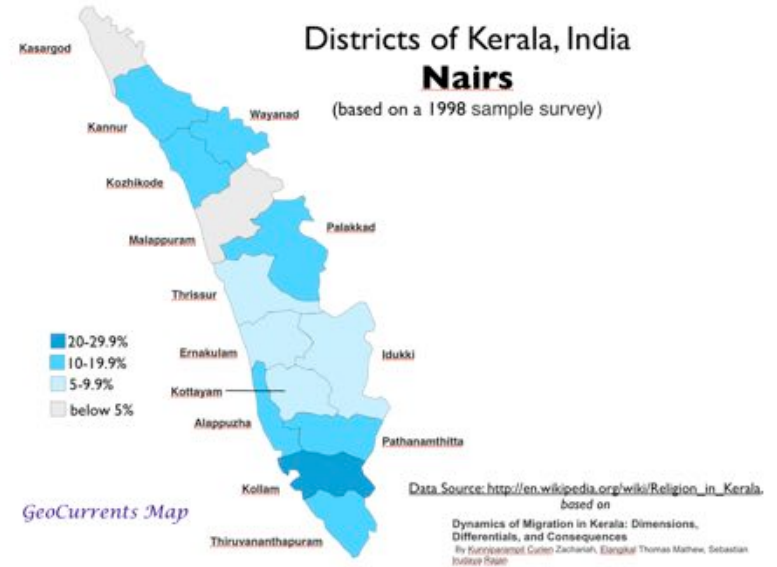 Districts of Kerala, India
Nairs
(based on a 1998 sample survey)
Kasargod
Wayanad
Kannur
Kozhikode
Palakkad
Malappuram
Thrissur
20-29.9%
10-19.9%
5-9.9%
below 5%
Ernakulam
Idukki
Kottayam
Alappuzha
Pathanamthitta
Kollam
Thiruvananthapuram
GeoCurrents Map
Data Source: http://en.wikipedia.org/wiki/Religion_in_Kerala,
based on
Dynamics of Migration in Kerala: Dimensions,
Differentials, and Consequences
By Kunniparampil Curien Zachariah, Elangikal Thomas Mathew, Sebastian
Irudaya Rajan